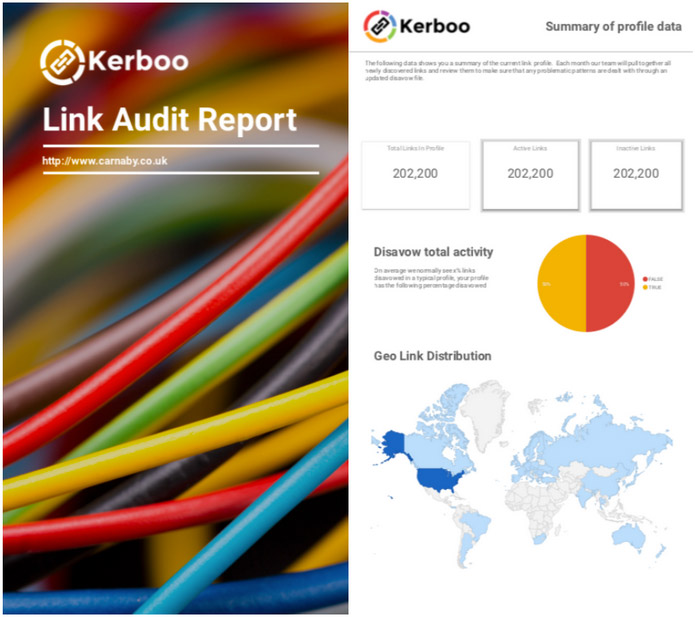 Kerboo
Link Audit Report
http://www.carnaby.co.uk
Kerboo
Summary of profile data
The following data shows you a summary of the current link profile. Each month our team will pull together all
newly discovered links and review them to make sure that any problematic patterns are dealt with through an
updated disavow file.
Total Links in Profile
202,200
Active Links
202,200
Inactive Links
202,200
Disavow total activity
On average we normally see x% links
disavowed in a typical profile, your profile
has the following percentage disavowed
50%
50%
FALSE
TRUE
Geo Link Distribution